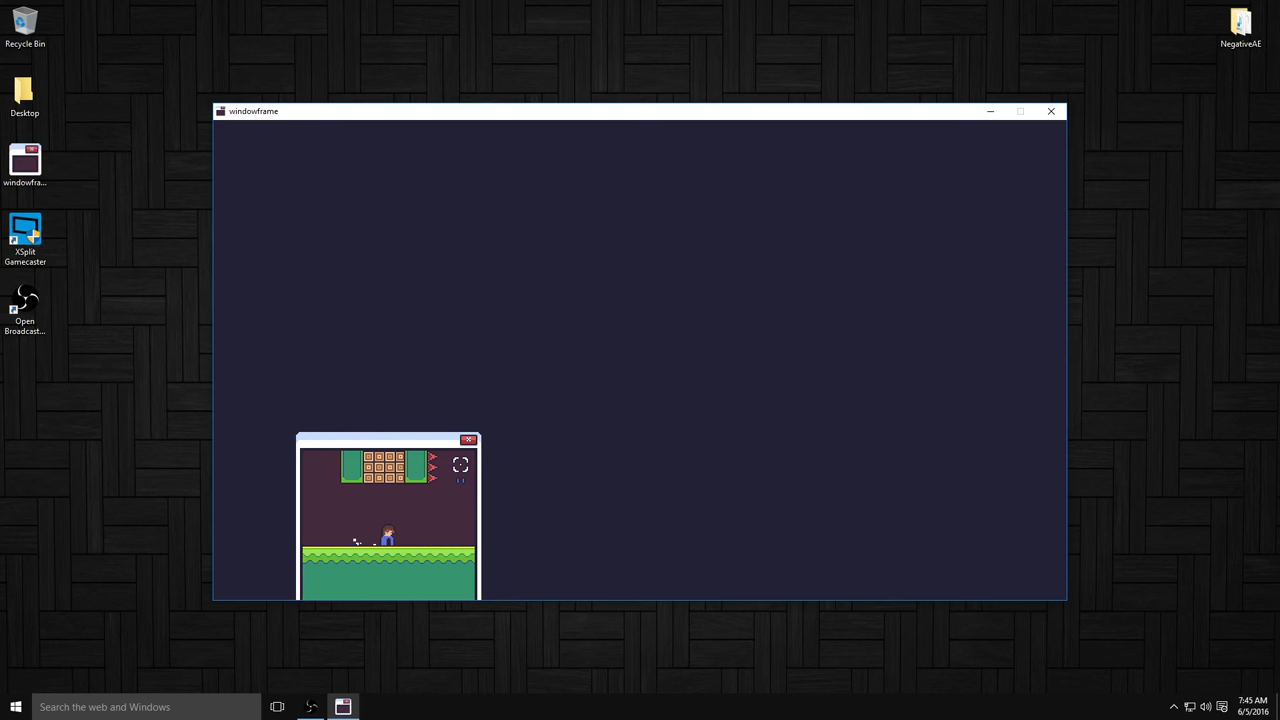 Recycle Bin
NegativeAE
Desktop
windowframe
windowfra...
XSplit
Gamecaster
Open
Broadcast...
Search the web and Windows
7:45 AM
6/5/2016